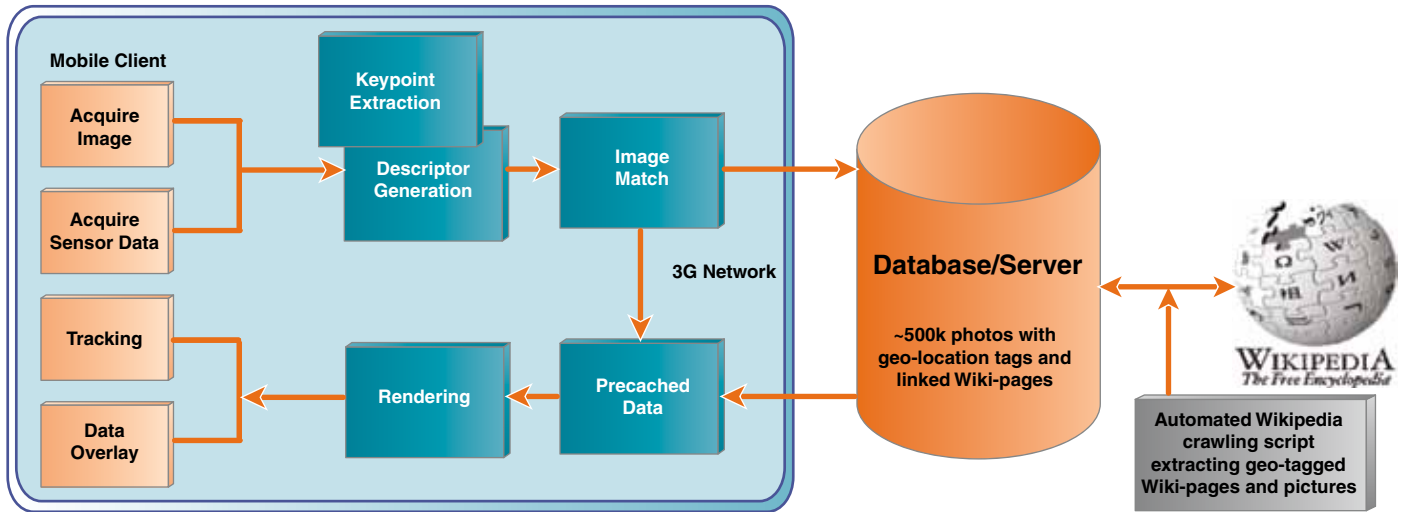 Mobile Client
Acquire
Image
Acquire
Sensor Data
Tracking
Data
Overlay
Keypoint
Extraction
Descriptor
Generation
Image
Match
3G Network
Rendering
Precached
Data
Database/Server
~500k photos with
geo-location tags and
linked Wiki-pages
Ω
W
И
WIKIPEDIA
The Free Encyclopedia
Automated Wikipedia
crawling script
extracting geo-tagged
Wiki-pages and pictures